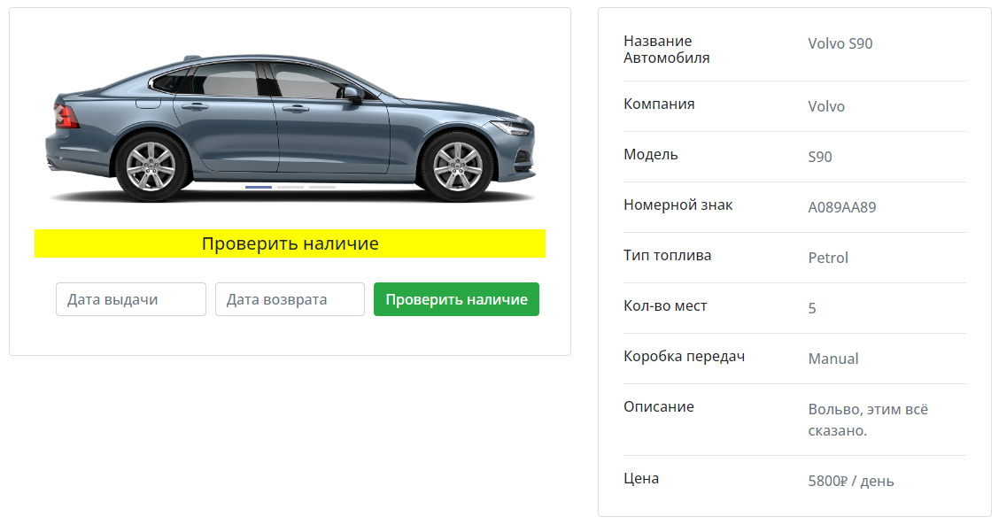 Проверить наличие
Дата выдачи
Дата возврата
Проверить наличие
Название
Автомобиля
Volvo S90
Компания
Volvo
Модель
S90
Номерной знак
A089AA89
Тип топлива
Petrol
Кол-во мест
5
Коробка передач
Manual
Описание
Вольво, этим всё
сказано.
Цена
5800₽ / день